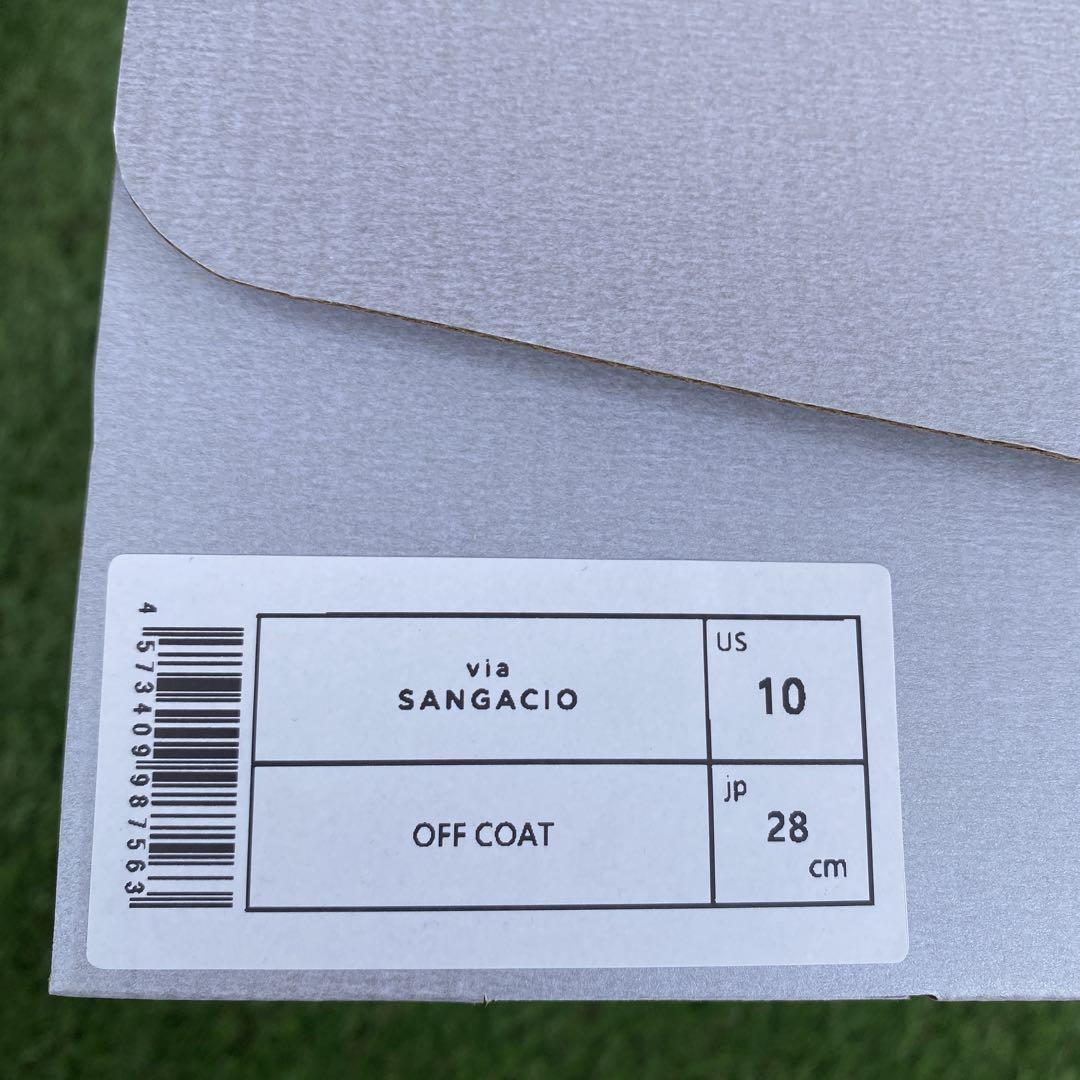 4573409987563
via
SANGACIO
US
10
OFF COAT
jp
28
cm